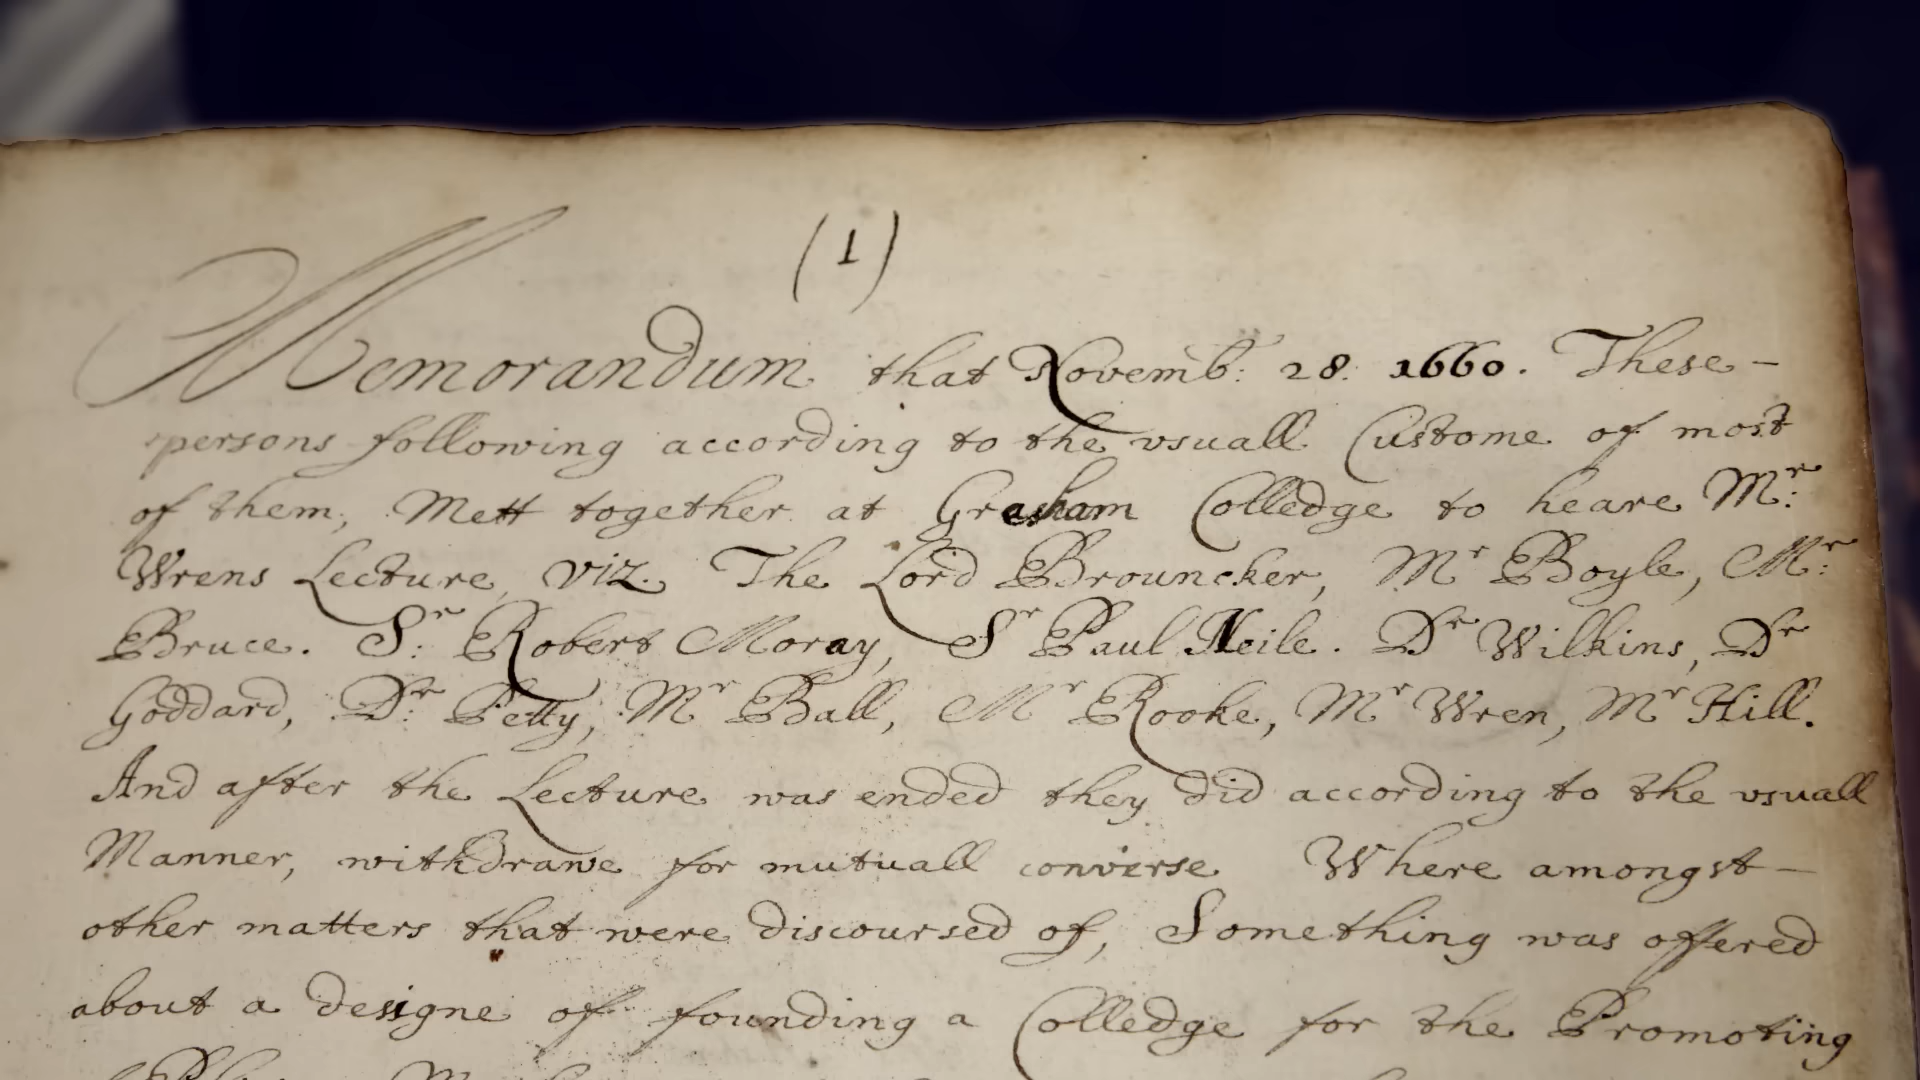 (1)
Memorandum that Novemb: 28. 1660. These
persons following according to the vsuall Custome of most
of them, Mett together at Gresham Colledge to heare Mr:
Wrens Lecture, viz. The Lord Brouncker, Mr Boyle, Mr:
Bruce. Sr: Robert Moray, Sr Paul Neile. Dr Wilkins, Dr
Goddard, Dr: Petty, Mr Ball, Mr Rooke, Mr Wren, Mr Hill.
And after the Lecture was ended they did according to the vsuall
Manner, withdrawe for mutuall converse. Where amongst
other matters that were discoursed of, Something was offered
about a designe of founding a Colledge for the Promoting